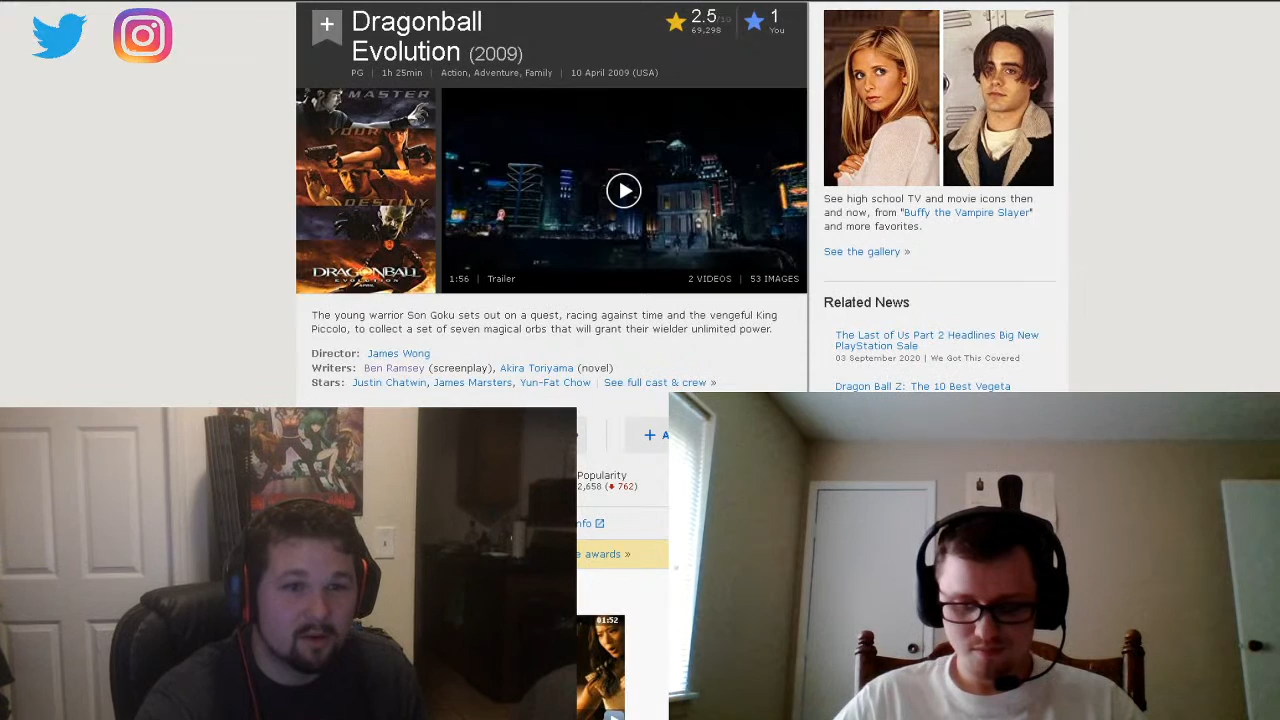 Dragonball
Evolution (2009)
2.5/10
69,298
1
You
PG | 1h 25min | Action, Adventure, Family | 10 April 2009 (USA)
MASTER
YOUR
DESTINY
DRAGONBALL
EVOLUTION
APRIL
1:56 | Trailer
2 VIDEOS | 53 IMAGES
The young warrior Son Goku sets out on a quest, racing against time and the vengeful King
Piccolo, to collect a set of seven magical orbs that will grant their wielder unlimited power.
Director: James Wong
Writers: Ben Ramsey (screenplay), Akira Toriyama (novel)
Stars: Justin Chatwin, James Marsters, Yun-Fat Chow | See full cast & crew »
See high school TV and movie icons then
and now, from "Buffy the Vampire Slayer"
and more favorites.
See the gallery »
Related News
The Last of Us Part 2 Headlines Big New
PlayStation Sale
03 September 2020 | We Got This Covered
Dragon Ball Z: The 10 Best Vegeta
+ A
Popularity
2,658 (762)
nfo
e awards »
01:52